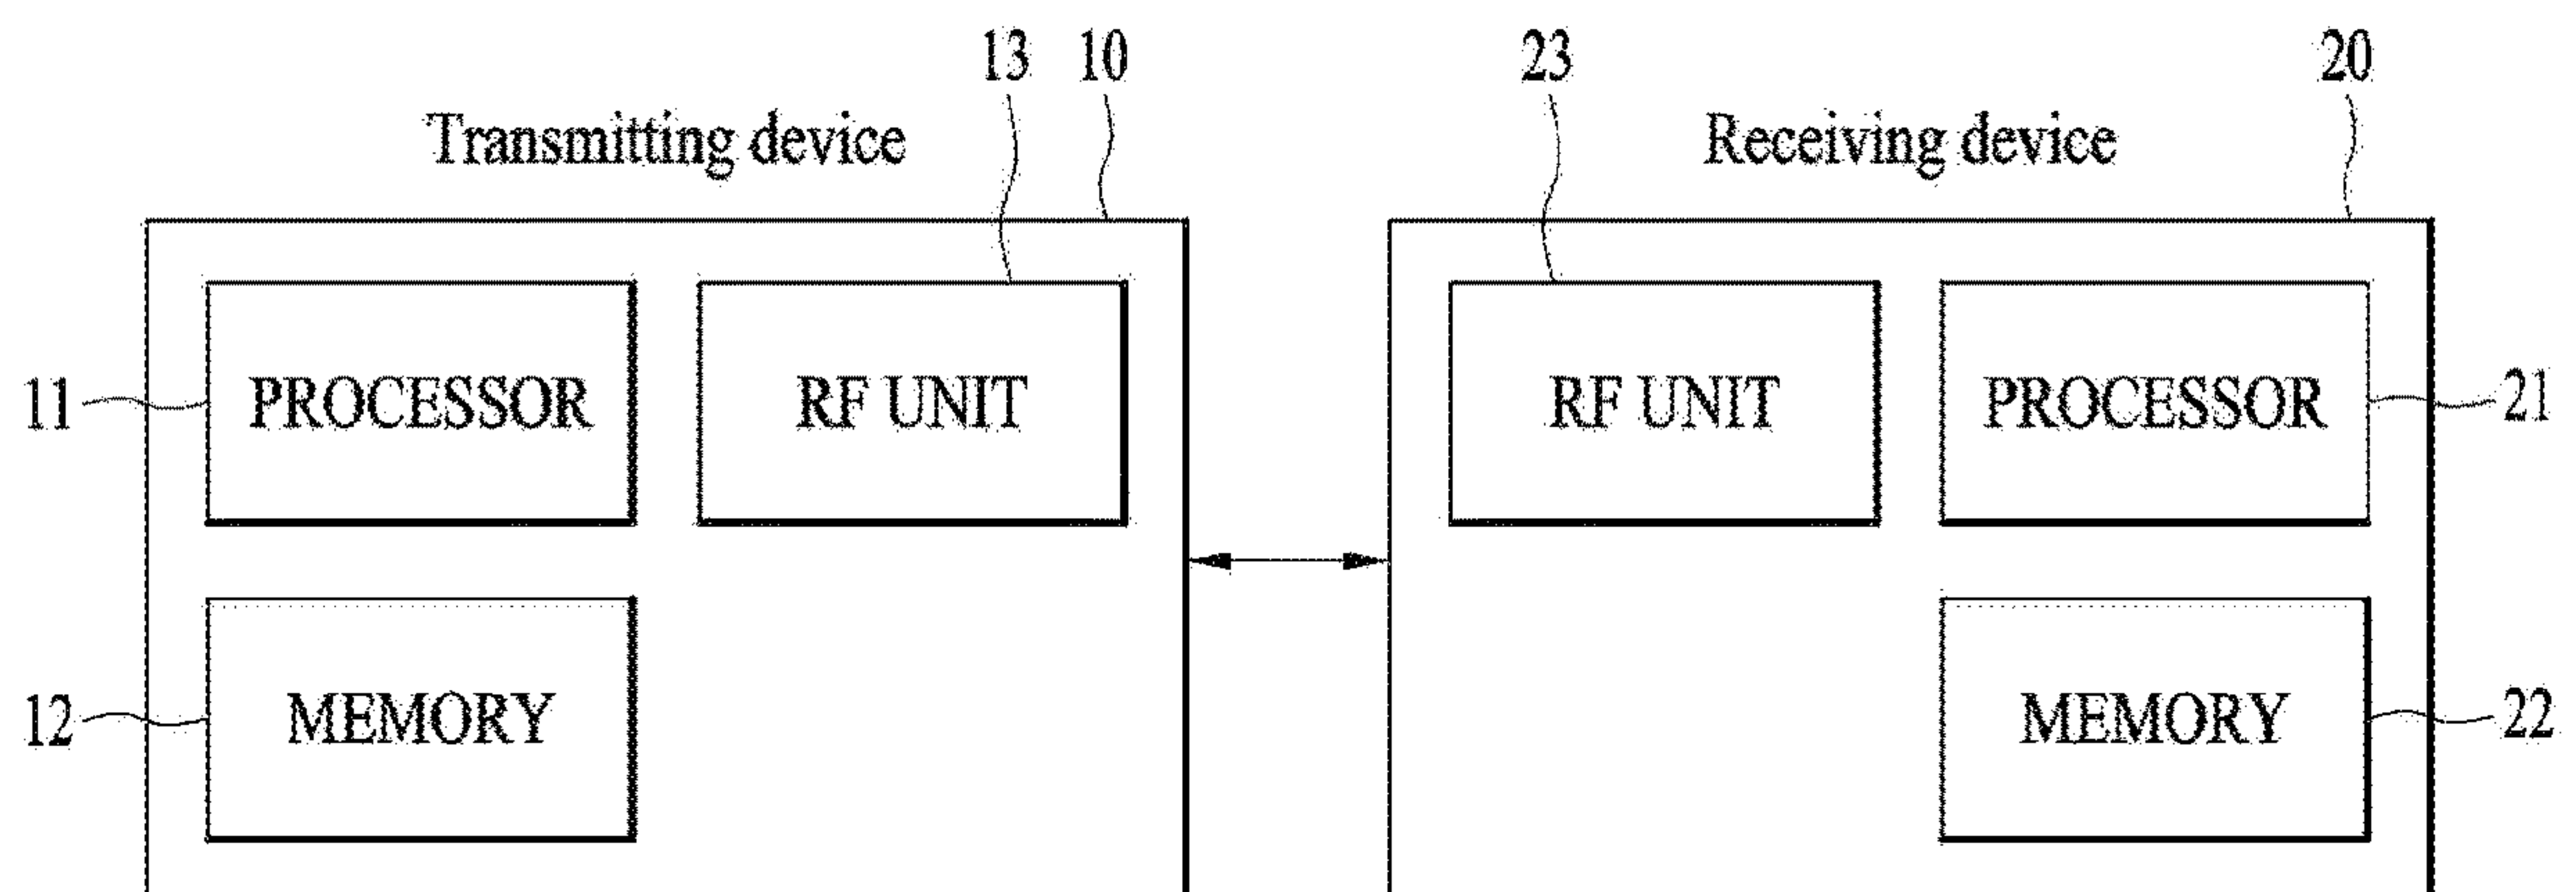 13 10 23 20
Transmitting device Receiving device
11 PROCESSOR RF UNIT RF UNIT PROCESSOR 21
12 MEMORY MEMORY 22